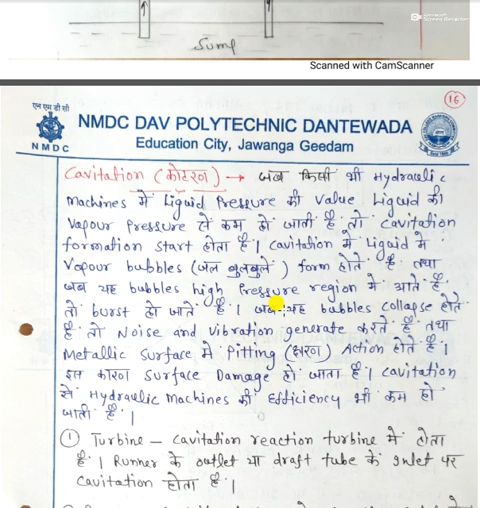 Sump
Scanned with CamScanner
16
एन एम डी सी
NMDC
NMDC DAV POLYTECHNIC DANTEWADA
Education City, Jawanga Geedam
Cavitation (कोटरन) → जब किसी भी Hydraulic
Machines में Liquid Pressure की Value Liquid की
Vapour Pressure से कम हो जाती है तो Cavitation
formation start होता है। Cavitation में Liquid में
Vapour bubbles (जल बुलबुले) form होते हैं तथा
जब यह bubbles high Pressure region में आते हैं
तो burst हो जाते हैं। जब यह bubbles collapse होते
हैं तो Noise and vibration generate करते हैं तथा
Metallic Surface में Pitting (क्षरण) Action होते हैं।
इस कारण Surface Damage हो जाता है। Cavitation
से Hydraulic Machines की Efficiency भी कम हो
जाती है।
① Turbine – Cavitation reaction turbine में होता
है। Runner के outlet या draft tube के Inlet पर
Cavitation होता है।